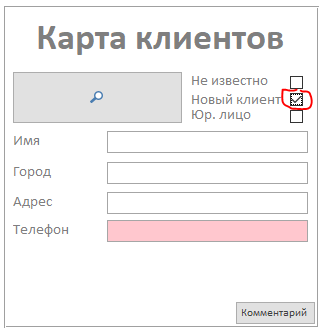 Карта клиентов
Не известно
Новый клиент
Юр. лицо
Имя
Город
Адрес
Телефон
Комментарий